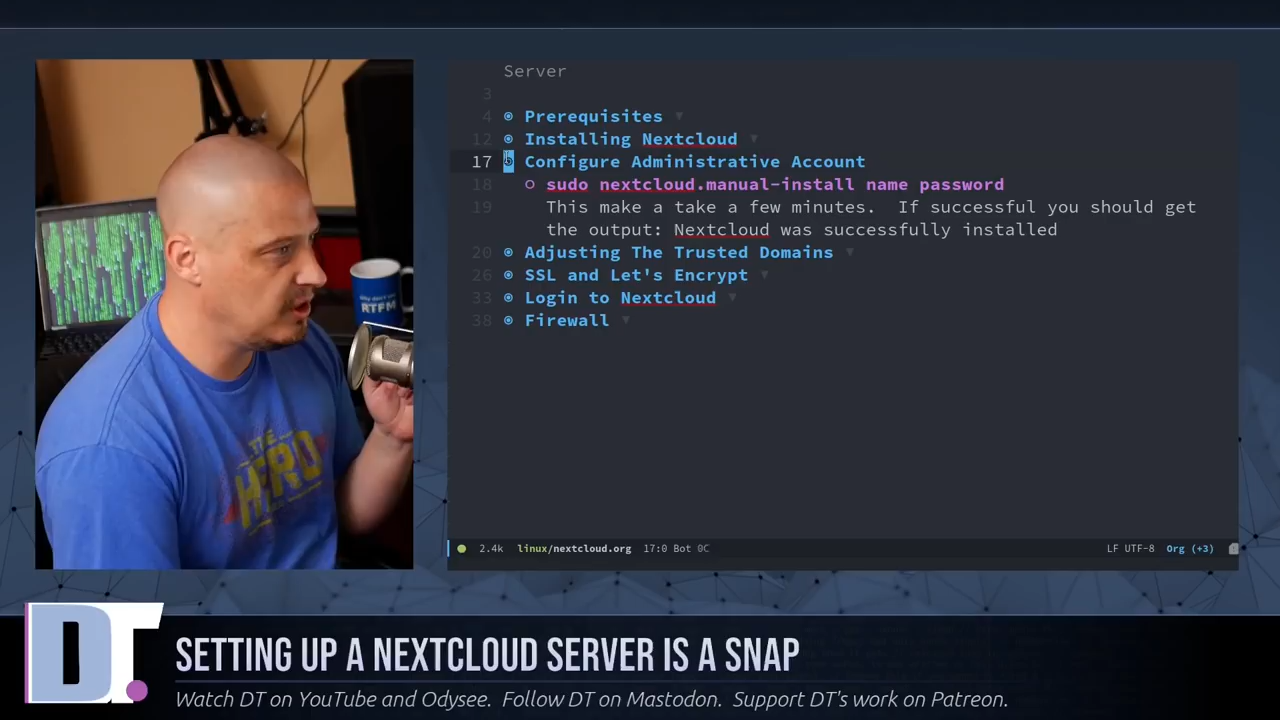 Server
3
4 Prerequisites
12 Installing Nextcloud
17 Configure Administrative Account
18 sudo nextcloud.manual-install name password
19 This make a take a few minutes. If successful you should get
the output: Nextcloud was successfully installed
20 Adjusting The Trusted Domains
26 SSL and Let's Encrypt
33 Login to Nextcloud
38 Firewall
2.4k linux/nextcloud.org 17:0 Bot 0C LF UTF-8 Org (+3)
RTFM
THE
HERO
DT.
SETTING UP A NEXTCLOUD SERVER IS A SNAP
Watch DT on YouTube and Odysee. Follow DT on Mastodon. Support DT's work on Patreon.